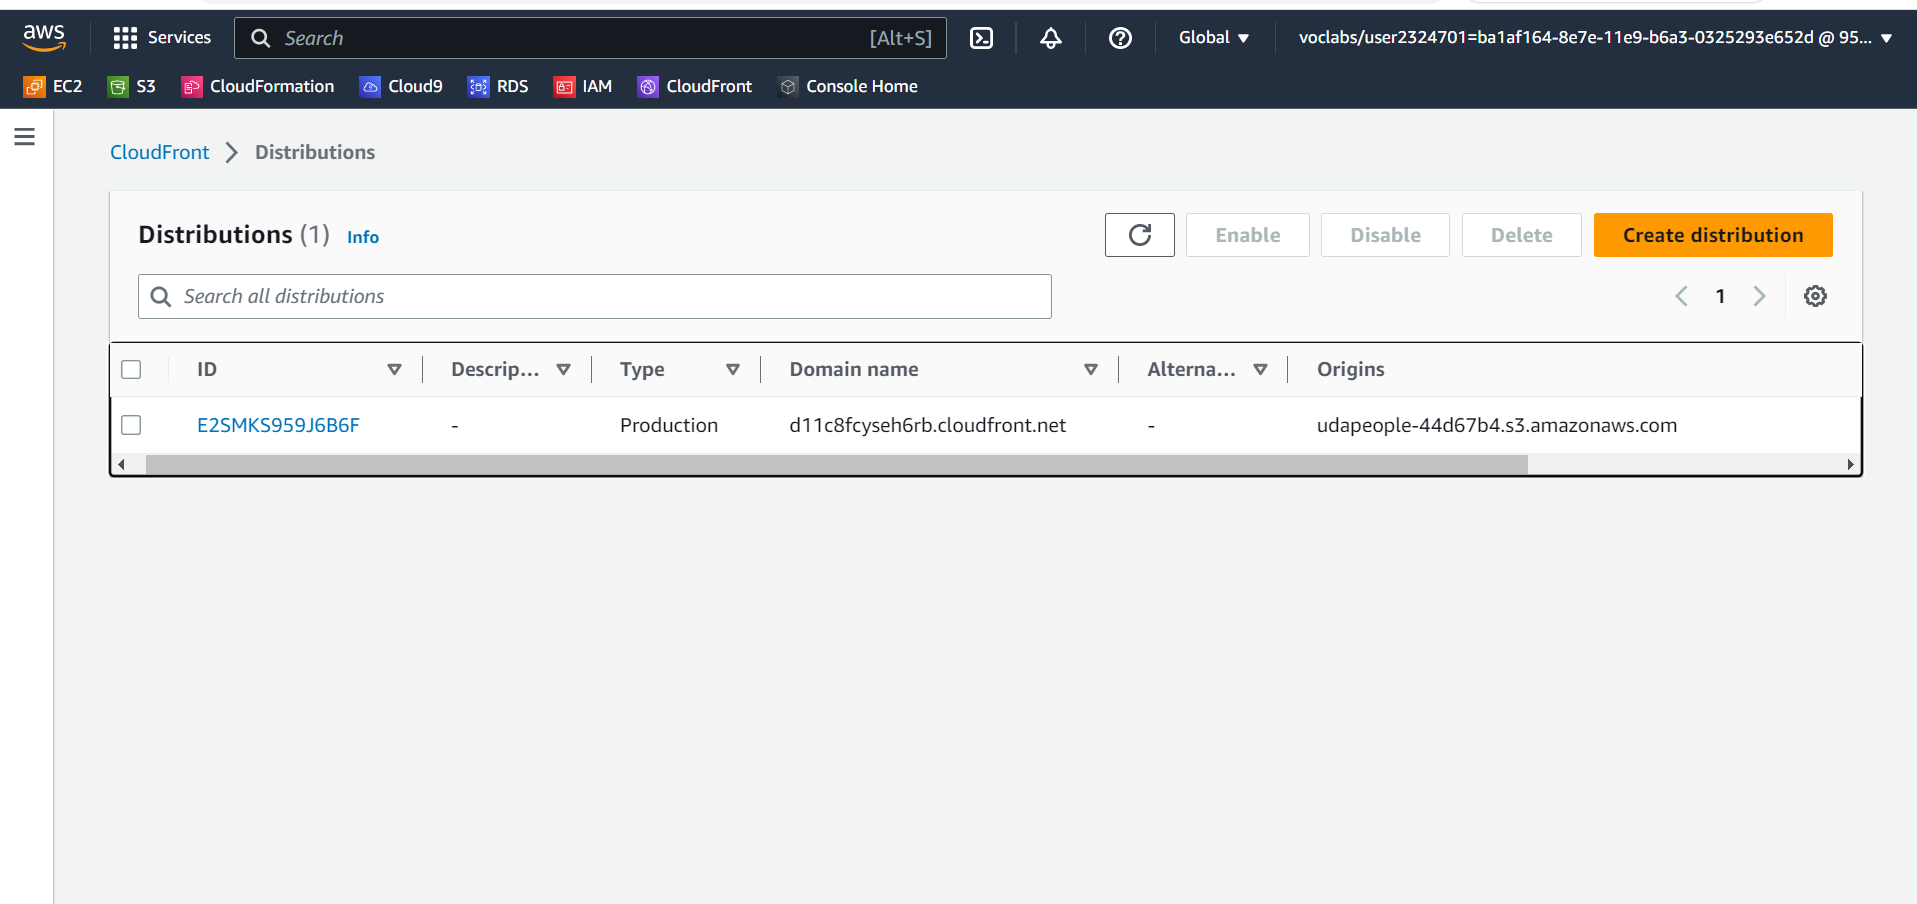 aws Services Search [Alt+S] Global voclabs/user2324701=ba1af164-8e7e-11e9-b6a3-0325293e652d @ 95...
EC2 S3 CloudFormation Cloud9 RDS IAM CloudFront Console Home
CloudFront Distributions
Distributions (1) Info Enable Disable Delete Create distribution
Search all distributions 1
ID Descrip... Type Domain name Alterna... Origins
E2SMKS959J6B6F - Production d11c8fcyseh6rb.cloudfront.net - udapeople-44d67b4.s3.amazonaws.com